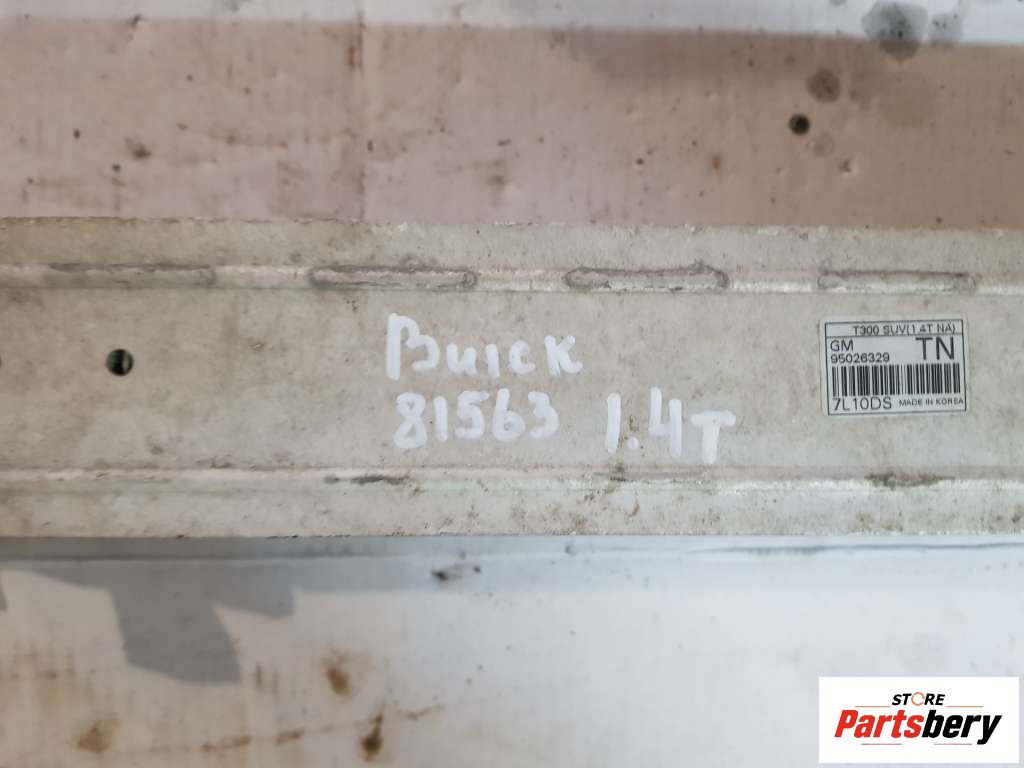 Buick
81563 1.4T
T300 SUV(1.4T NA)
GM TN
95026329
7L10DS MADE IN KOREA
STORE
Partsbery